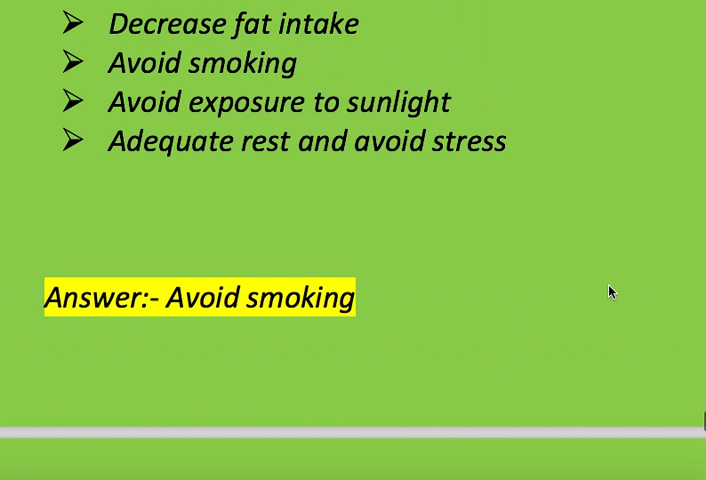 ➢ Decrease fat intake
➢ Avoid smoking
➢ Avoid exposure to sunlight
➢ Adequate rest and avoid stress
Answer:- Avoid smoking